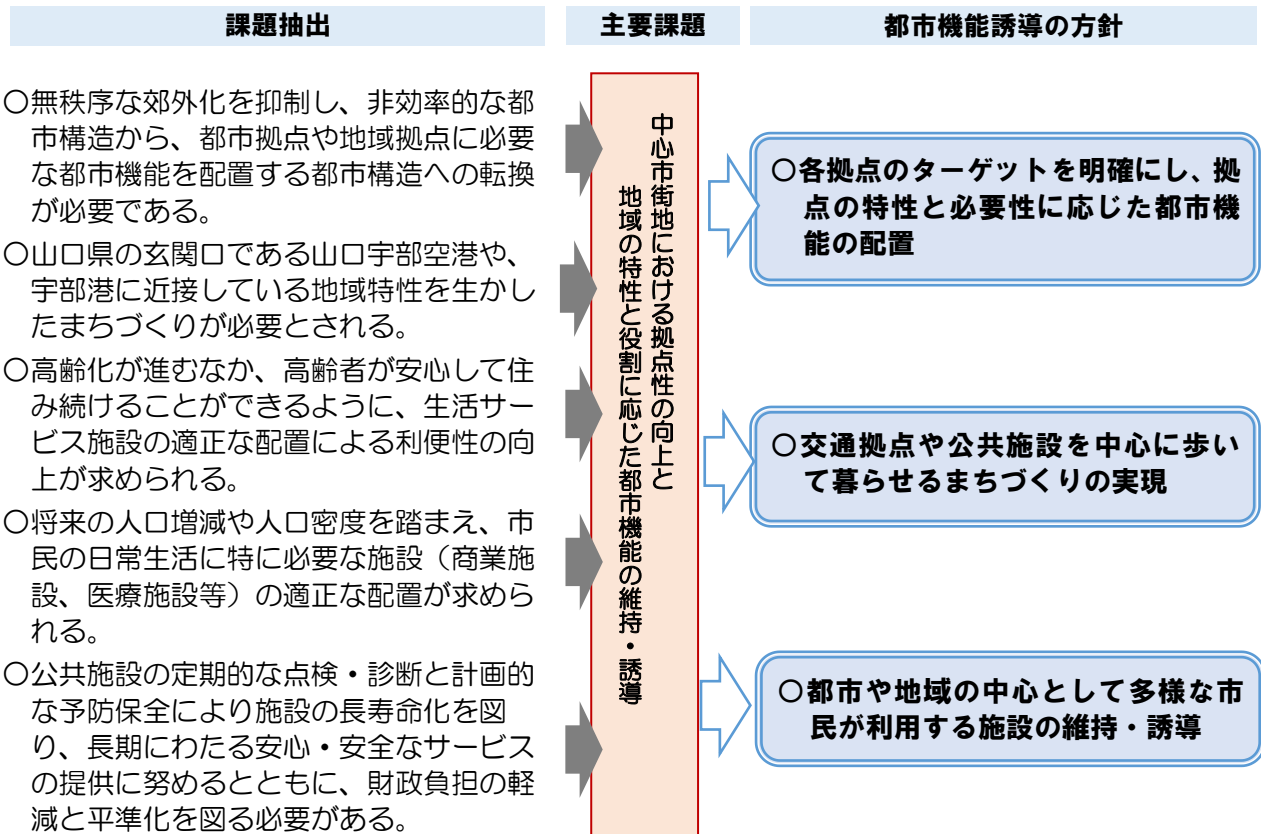 課題抽出
主要課題
都市機能誘導の方針
〇無秩序な郊外化を抑制し、非効率的な都
市構造から、都市拠点や地域拠点に必要
な都市機能を配置する都市構造への転換
が必要である。
〇山口県の玄関口である山口宇部空港や、
宇部港に近接している地域特性を生かし
たまちづくりが必要とされる。
〇高齢化が進むなか、高齢者が安心して住
み続けることができるように、生活サー
ビス施設の適正な配置による利便性の向
上が求められる。
〇将来の人口増減や人口密度を踏まえ、市
民の日常生活に特に必要な施設（商業施
設、医療施設等）の適正な配置が求めら
れる。
〇公共施設の定期的な点検・診断と計画的
な予防保全により施設の長寿命化を図
り、長期にわたる安心・安全なサービス
の提供に努めるとともに、財政負担の軽
減と平準化を図る必要がある。
中心市街地における拠点性の向上と
地域の特性と役割に応じた都市機能の維持・誘導
〇各拠点のターゲットを明確にし、拠
点の特性と必要性に応じた都市機
能の配置
〇交通拠点や公共施設を中心に歩い
て暮らせるまちづくりの実現
〇都市や地域の中心として多様な市
民が利用する施設の維持・誘導